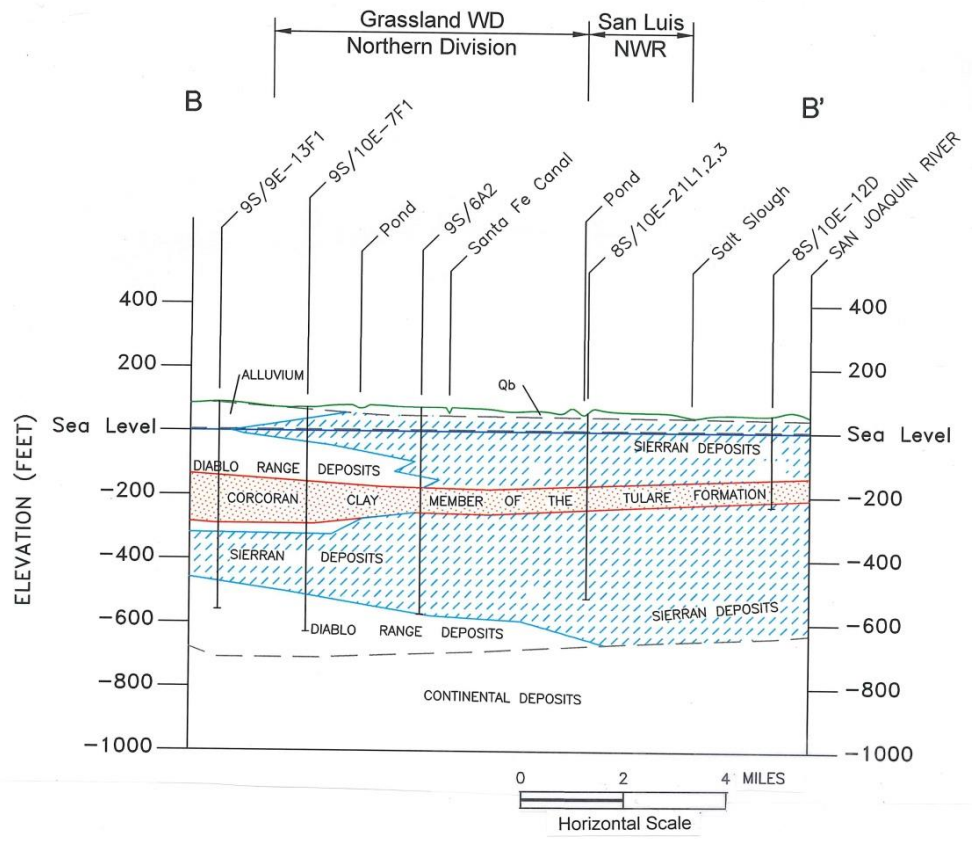 Grassland WD
Northern Division
San Luis
NWR
B
B'
9S/9E-13F1
9S/10E-7F1
Pond
9S/6A2
Santa Fe Canal
Pond
8S/10E-21L1,2,3
Salt Slough
8S/10E-12D
SAN JOAQUIN RIVER
ELEVATION (FEET)
400
200
Sea Level
-200
-400
-600
-800
-1000
400
200
Sea Level
-200
-400
-600
-800
-1000
ALLUVIUM
Qb
SIERRAN DEPOSITS
DIABLO RANGE DEPOSITS
CORCORAN CLAY MEMBER OF THE TULARE FORMATION
SIERRAN DEPOSITS
SIERRAN DEPOSITS
DIABLO RANGE DEPOSITS
CONTINENTAL DEPOSITS
0 2 4 MILES
Horizontal Scale